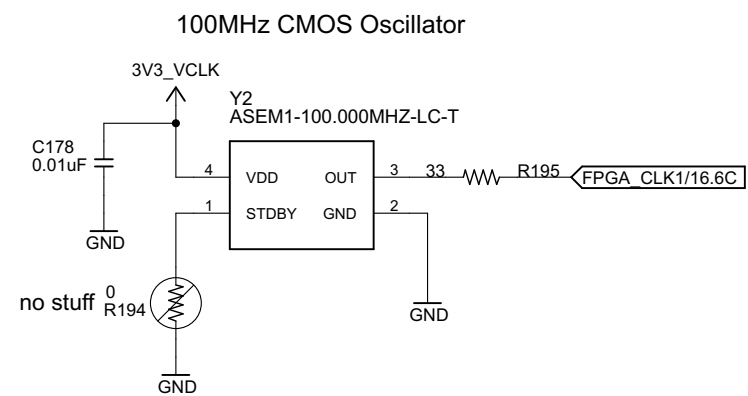 100MHz CMOS Oscillator
3V3_VCLK
Y2
ASEM1-100.000MHZ-LC-T
C178
0.01uF
4 VDD OUT 3 33 R195 FPGA_CLK1/16.6C
1 STDBY GND 2
GND
no stuff 0
R194
GND
GND